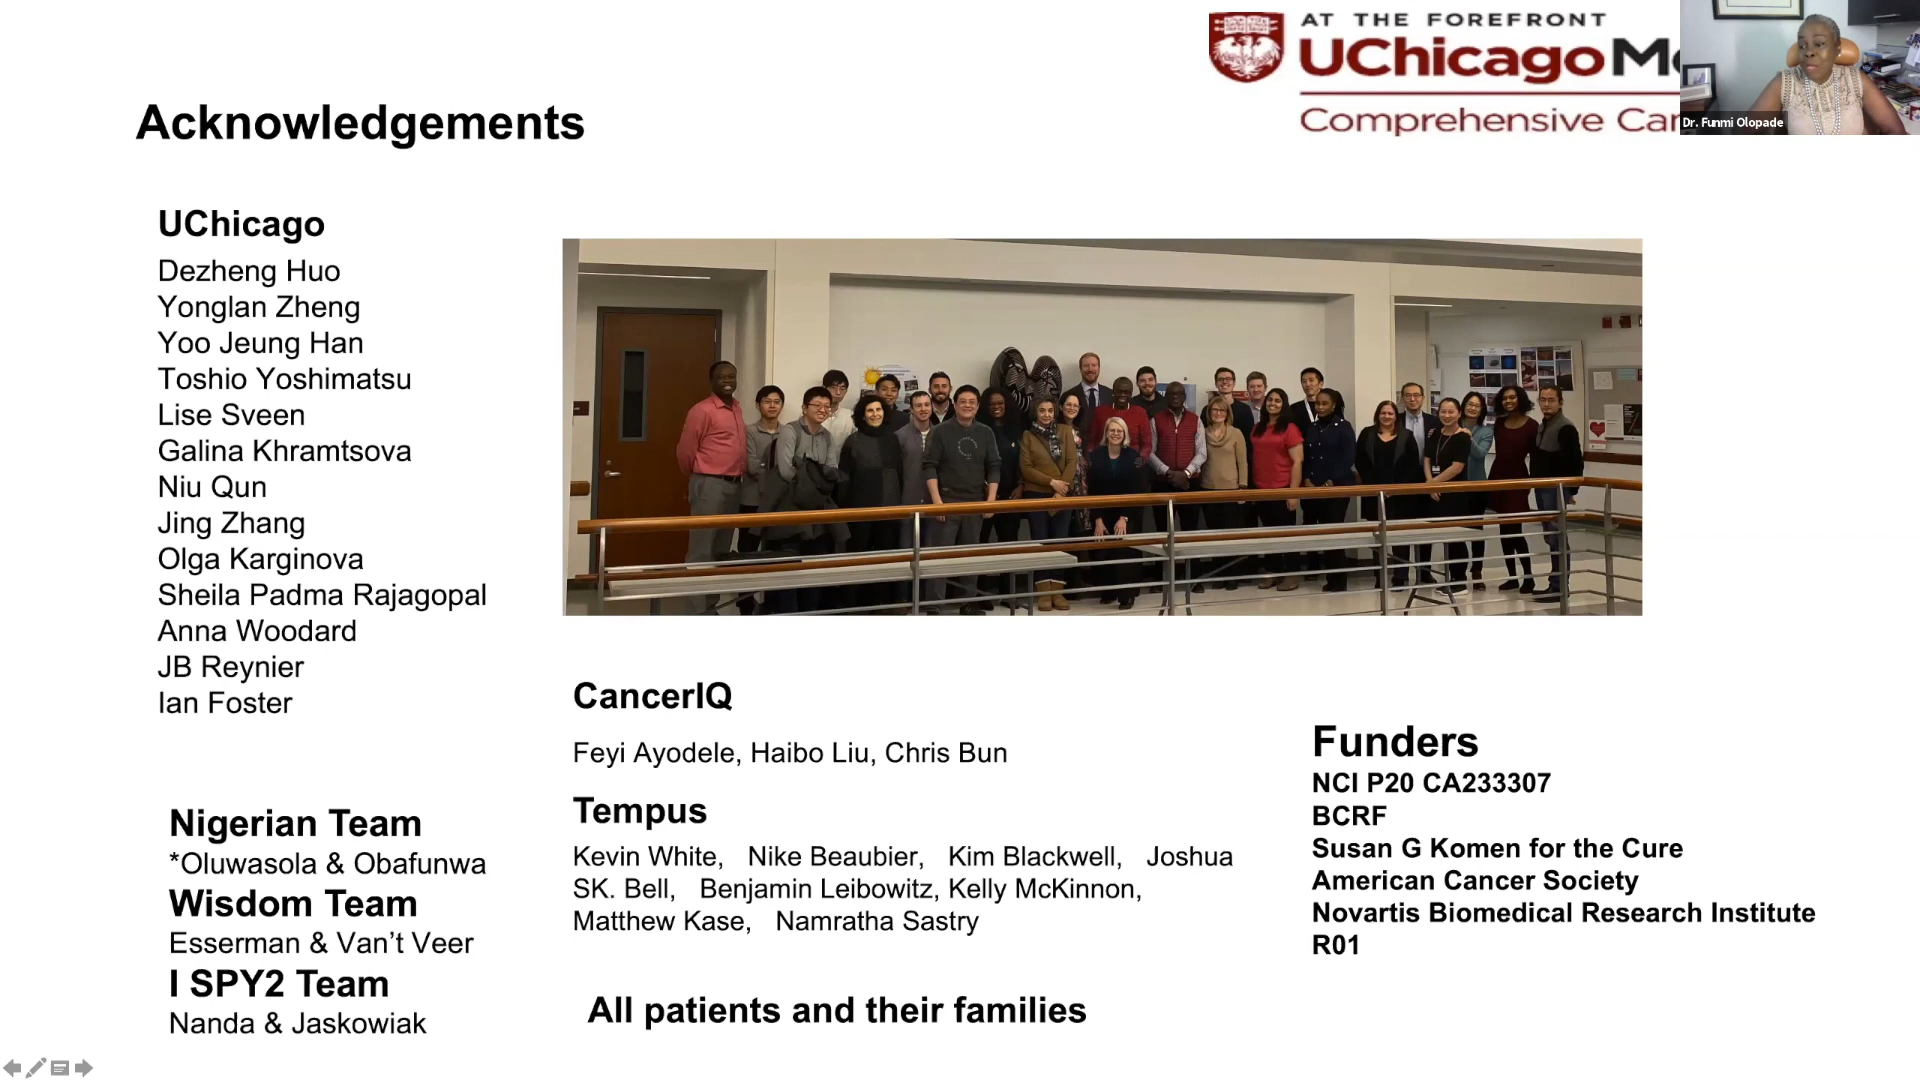 AT THE FOREFRONT
UChicago
Comprehensive
Dr. Funmi Olopade
Acknowledgements
UChicago
Dezheng Huo
Yonglan Zheng
Yoo Jeung Han
Toshio Yoshimatsu
Lise Sveen
Galina Khramtsova
Niu Qun
Jing Zhang
Olga Karginova
Sheila Padma Rajagopal
Anna Woodard
JB Reynier
Ian Foster
Nigerian Team
*Oluwasola & Obafunwa
Wisdom Team
Esserman & Van’t Veer
I SPY2 Team
Nanda & Jaskowiak
CancerIQ
Feyi Ayodele, Haibo Liu, Chris Bun
Tempus
Kevin White, Nike Beaubier, Kim Blackwell, Joshua
SK. Bell, Benjamin Leibowitz, Kelly McKinnon,
Matthew Kase, Namratha Sastry
All patients and their families
Funders
NCI P20 CA233307
BCRF
Susan G Komen for the Cure
American Cancer Society
Novartis Biomedical Research Institute
R01